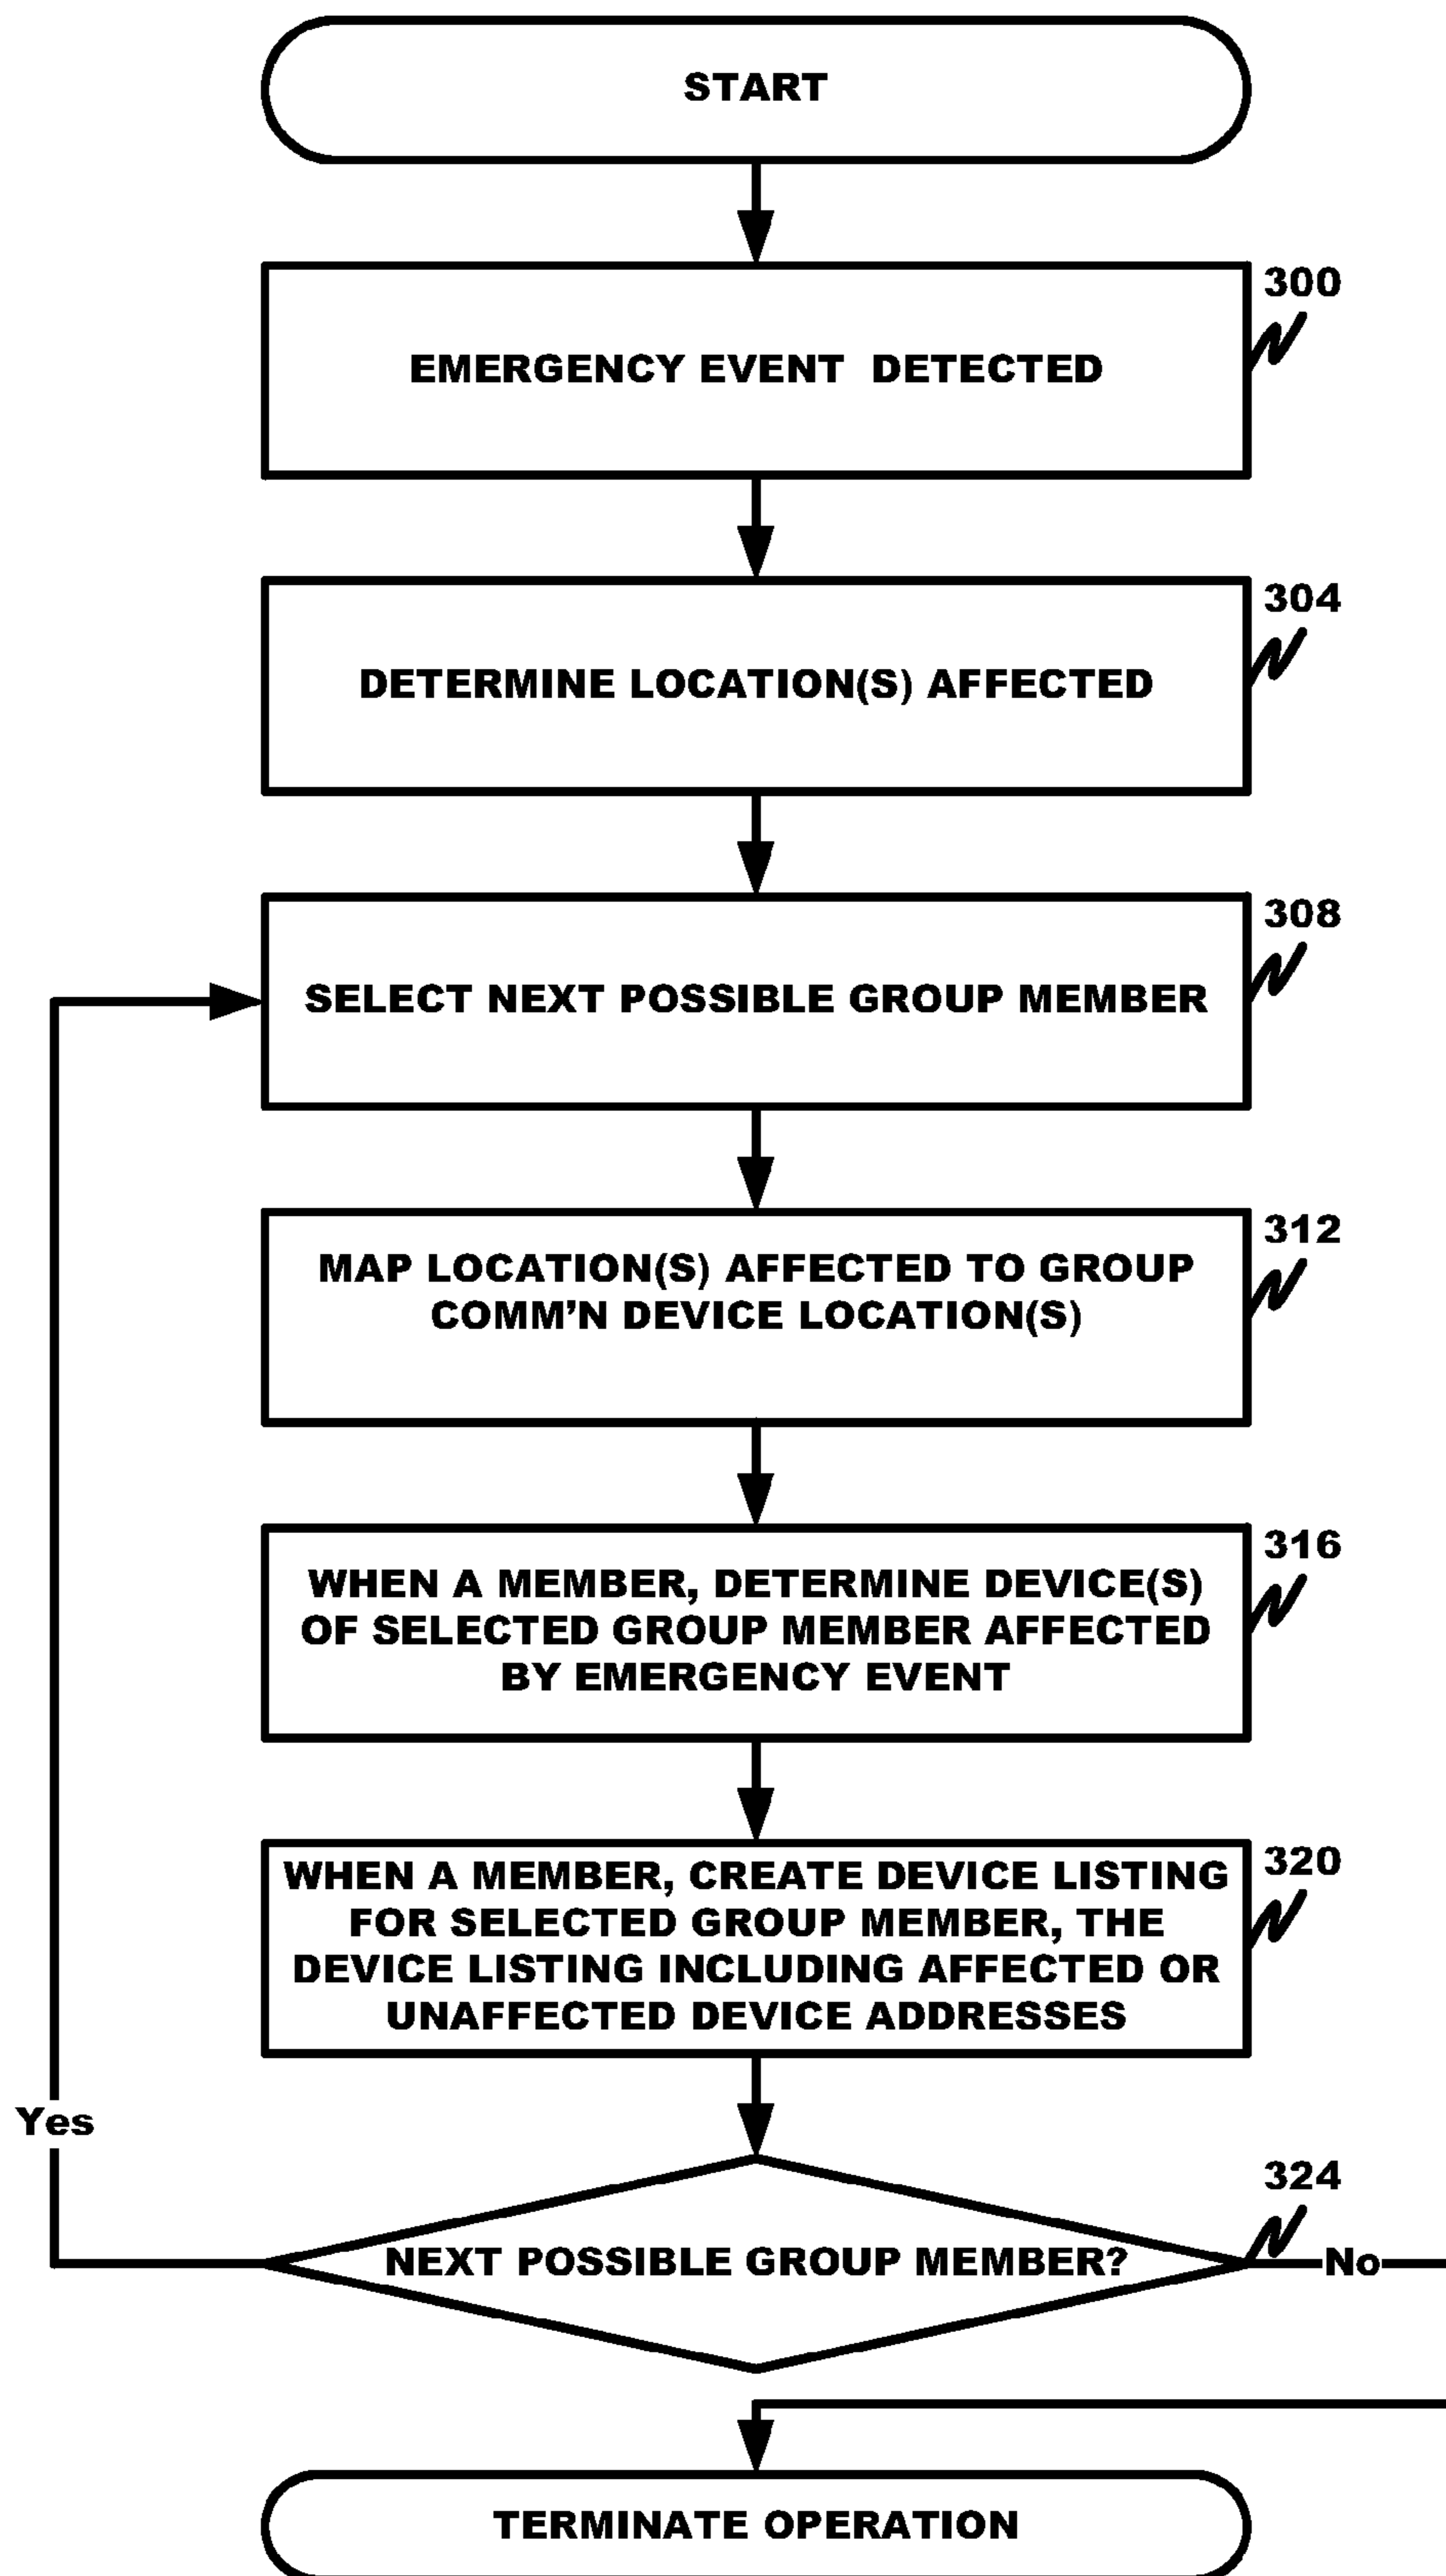 START
300
EMERGENCY EVENT DETECTED
304
DETERMINE LOCATION(S) AFFECTED
308
SELECT NEXT POSSIBLE GROUP MEMBER
312
MAP LOCATION(S) AFFECTED TO GROUP
COMM'N DEVICE LOCATION(S)
316
WHEN A MEMBER, DETERMINE DEVICE(S)
OF SELECTED GROUP MEMBER AFFECTED
BY EMERGENCY EVENT
320
WHEN A MEMBER, CREATE DEVICE LISTING
FOR SELECTED GROUP MEMBER, THE
DEVICE LISTING INCLUDING AFFECTED OR
UNAFFECTED DEVICE ADDRESSES
Yes
324
NEXT POSSIBLE GROUP MEMBER?
No
TERMINATE OPERATION